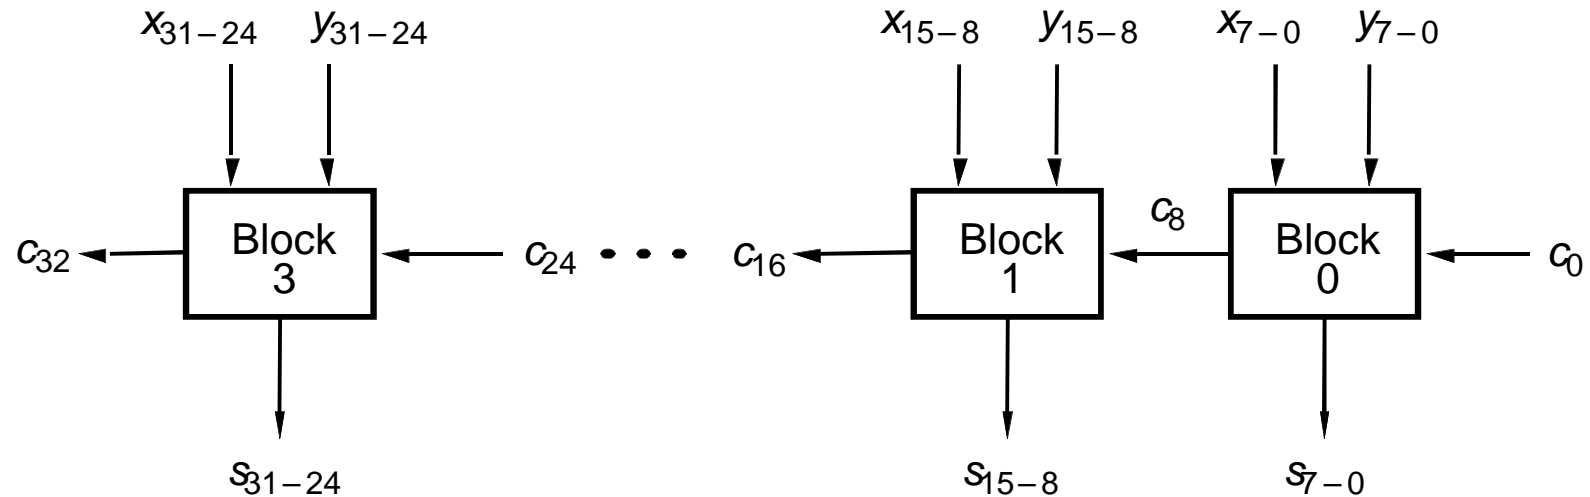 x31–24 y31–24 x15–8 y15–8 x7–0 y7–0
c8
c32 Block 3 c24 • • • c16 Block 1 Block 0 c0
s31–24 s15–8 s7–0